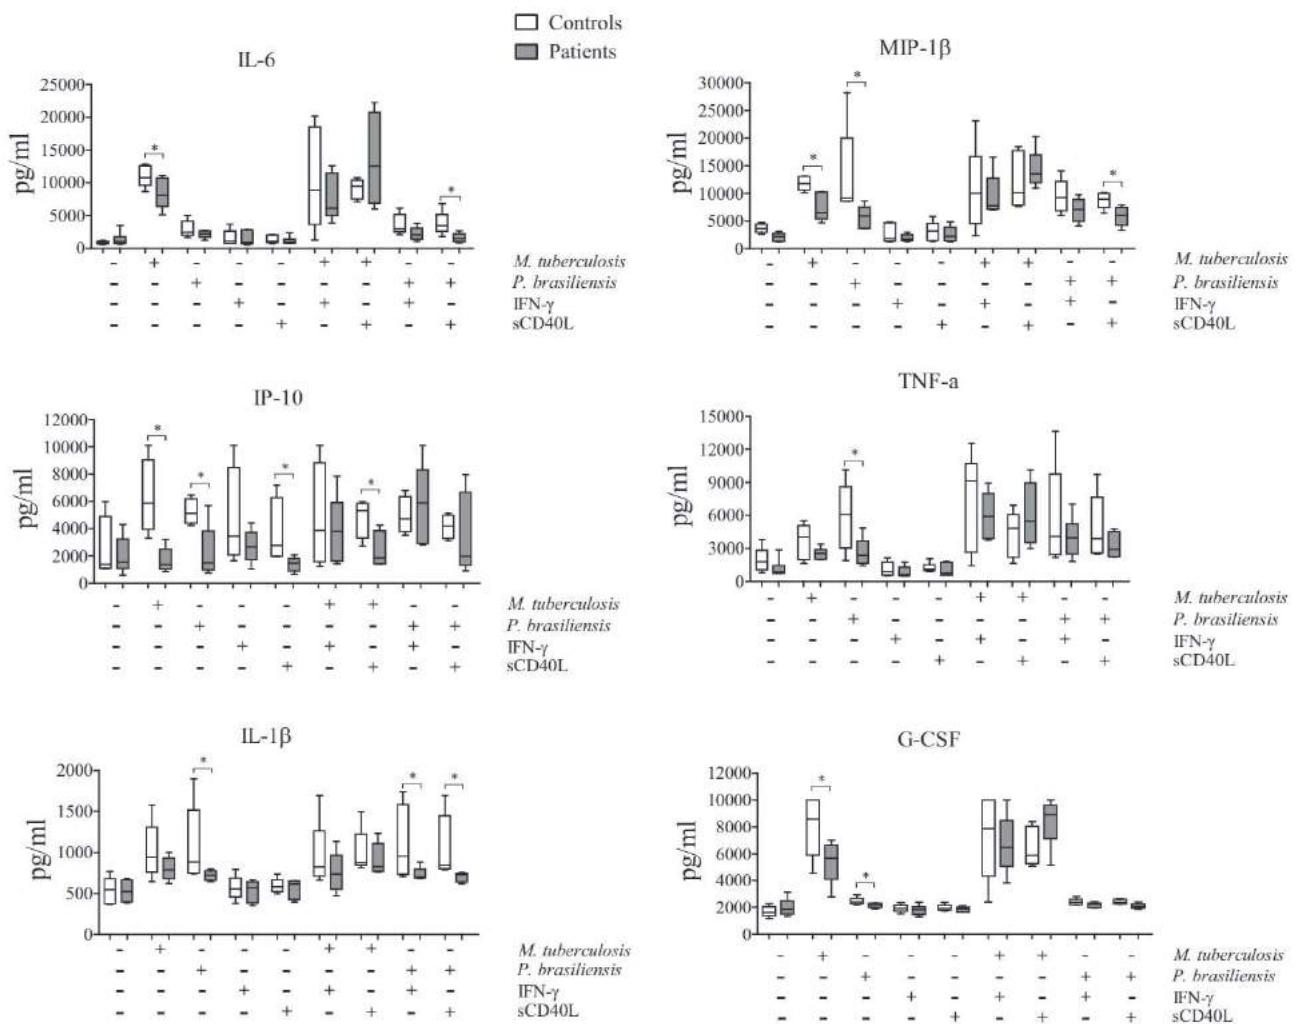 Controls
Patients
IL-6
pg/ml
25000
20000
15000
10000
5000
0
*
*
- + - - - + + - - M. tuberculosis
- - + - - - - + + P. brasiliensis
- - - + - + - + - IFN-γ
- - - - + - + - + sCD40L
MIP-1β
pg/ml
30000
25000
20000
15000
10000
5000
0
*
*
*
- + - - - + + - - M. tuberculosis
- - + - - - - + + P. brasiliensis
- - - + - + - + - IFN-γ
- - - - + - + - + sCD40L
IP-10
pg/ml
12000
10000
8000
6000
4000
2000
0
*
*
*
*
- + - - - + + - - M. tuberculosis
- - + - - - - + + P. brasiliensis
- - - + - + - + - IFN-γ
- - - - + - + - + sCD40L
TNF-a
pg/ml
15000
12000
9000
6000
3000
0
*
- + - - - + + - - M. tuberculosis
- - + - - - - + + P. brasiliensis
- - - + - + - + - IFN-γ
- - - - + - + - + sCD40L
IL-1β
pg/ml
2000
1500
1000
500
0
*
*
*
- + - - - + + - - M. tuberculosis
- - + - - - - + + P. brasiliensis
- - - + - + - + - IFN-γ
- - - - + - + - + sCD40L
G-CSF
pg/ml
12000
10000
8000
6000
4000
2000
0
*
*
- + - - - + + - - M. tuberculosis
- - + - - - - + + P. brasiliensis
- - - + - + - + - IFN-γ
- - - - + - + - + sCD40L